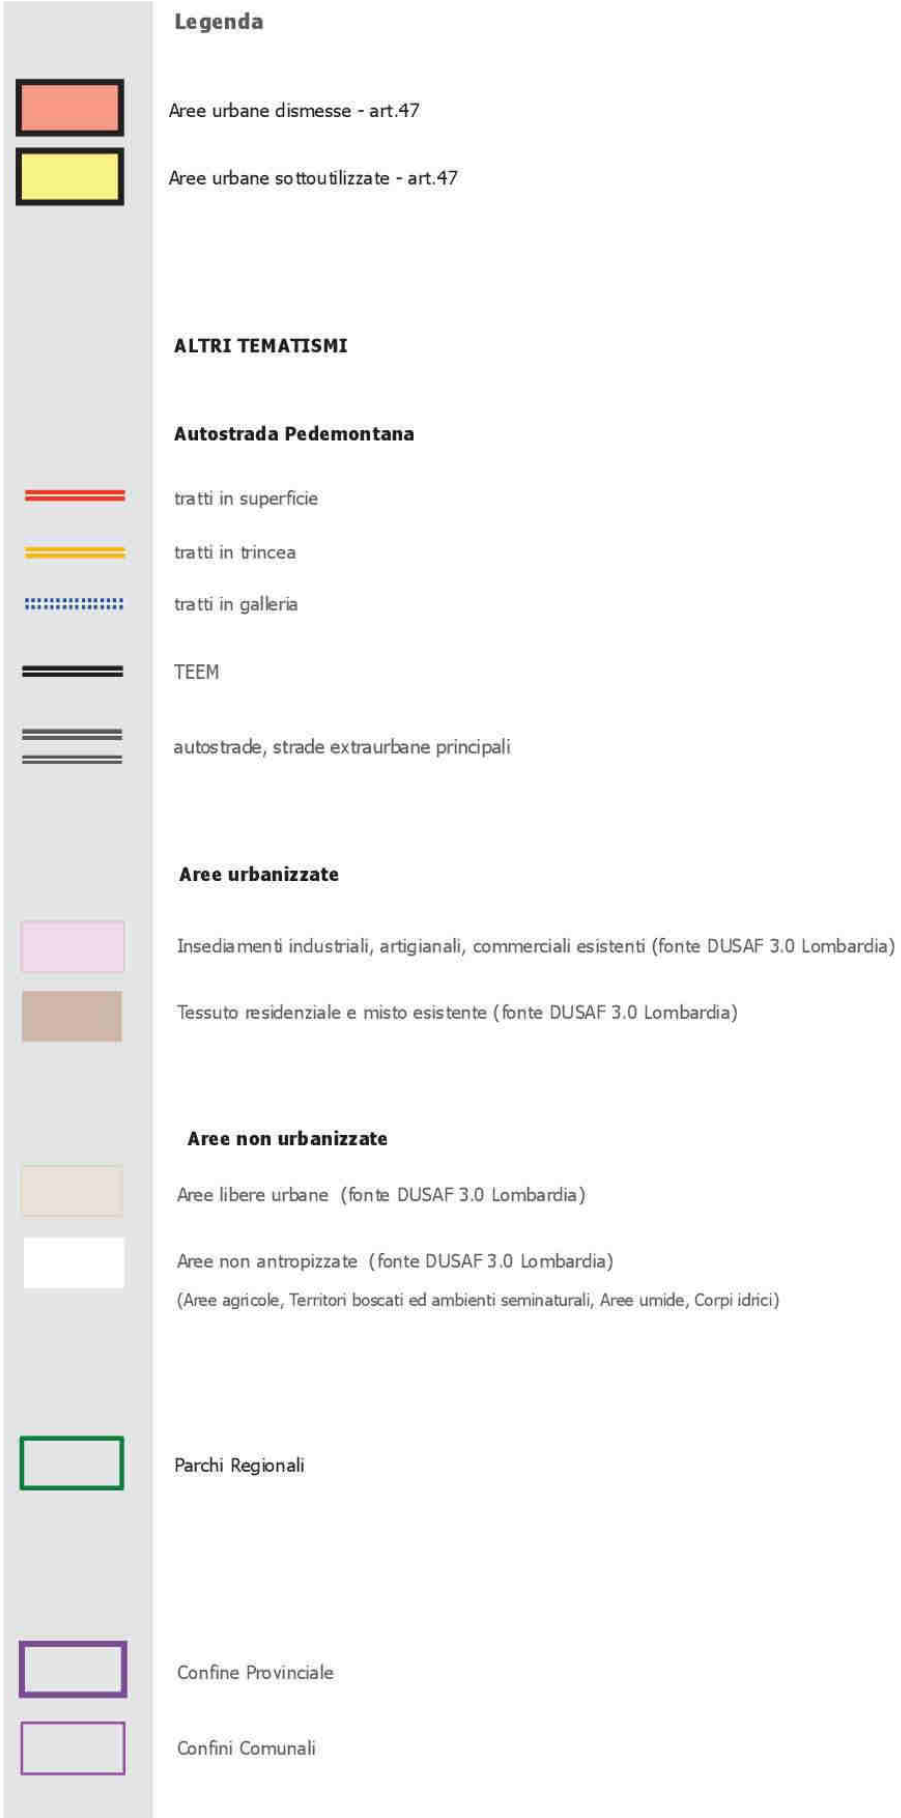 Legenda
Aree urbane dismesse - art.47
Aree urbane sottoutilizzate - art.47
ALTRI TEMATISMI
Autostrada Pedemontana
tratti in superficie
tratti in trincea
tratti in galleria
TEEM
autostrade, strade extraurbane principali
Aree urbanizzate
Insediamenti industriali, artigianali, commerciali esistenti (fonte DUSAF 3.0 Lombardia)
Tessuto residenziale e misto esistente (fonte DUSAF 3.0 Lombardia)
Aree non urbanizzate
Aree libere urbane (fonte DUSAF 3.0 Lombardia)
Aree non antropizzate (fonte DUSAF 3.0 Lombardia)
(Aree agricole, Territori boscati ed ambienti seminaturali, Aree umide, Corpi idrici)
Parchi Regionali
Confine Provinciale
Confini Comunali